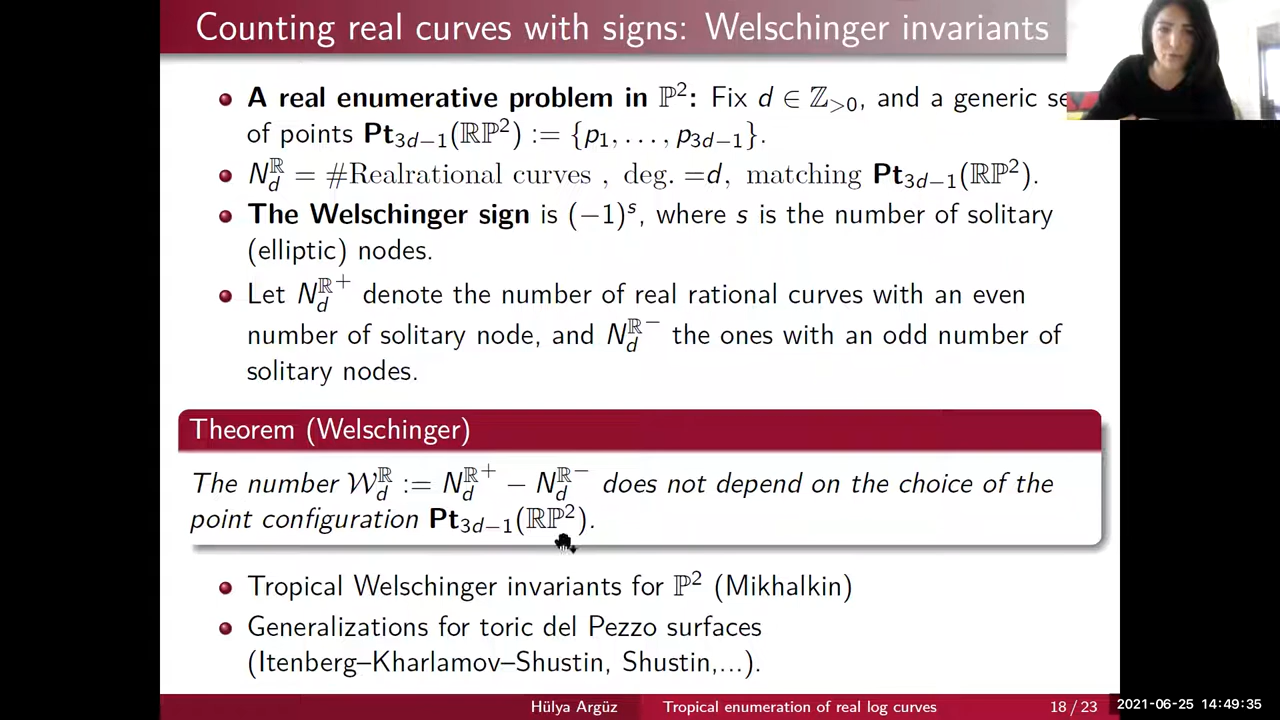 Counting real curves with signs: Welschinger invariants
A real enumerative problem in ℙ²: Fix d ∈ ℤ>0, and a generic se
of points Pt₃d₋₁(ℝℙ²) := {p₁, . . . , p₃d₋₁}.
N_d^ℝ = #Realrational curves , deg. =d, matching Pt₃d₋₁(ℝℙ²).
The Welschinger sign is (−1)ˢ, where s is the number of solitary
(elliptic) nodes.
Let N_d^ℝ⁺ denote the number of real rational curves with an even
number of solitary node, and N_d^ℝ⁻ the ones with an odd number of
solitary nodes.
Theorem (Welschinger)
The number 𝒲_d^ℝ := N_d^ℝ⁺ − N_d^ℝ⁻ does not depend on the choice of the
point configuration Pt₃d₋₁(ℝℙ²).
Tropical Welschinger invariants for ℙ² (Mikhalkin)
Generalizations for toric del Pezzo surfaces
(Itenberg–Kharlamov–Shustin, Shustin,...).
Hülya Argüz Tropical enumeration of real log curves 18 / 23
2021-06-25 14:49:35